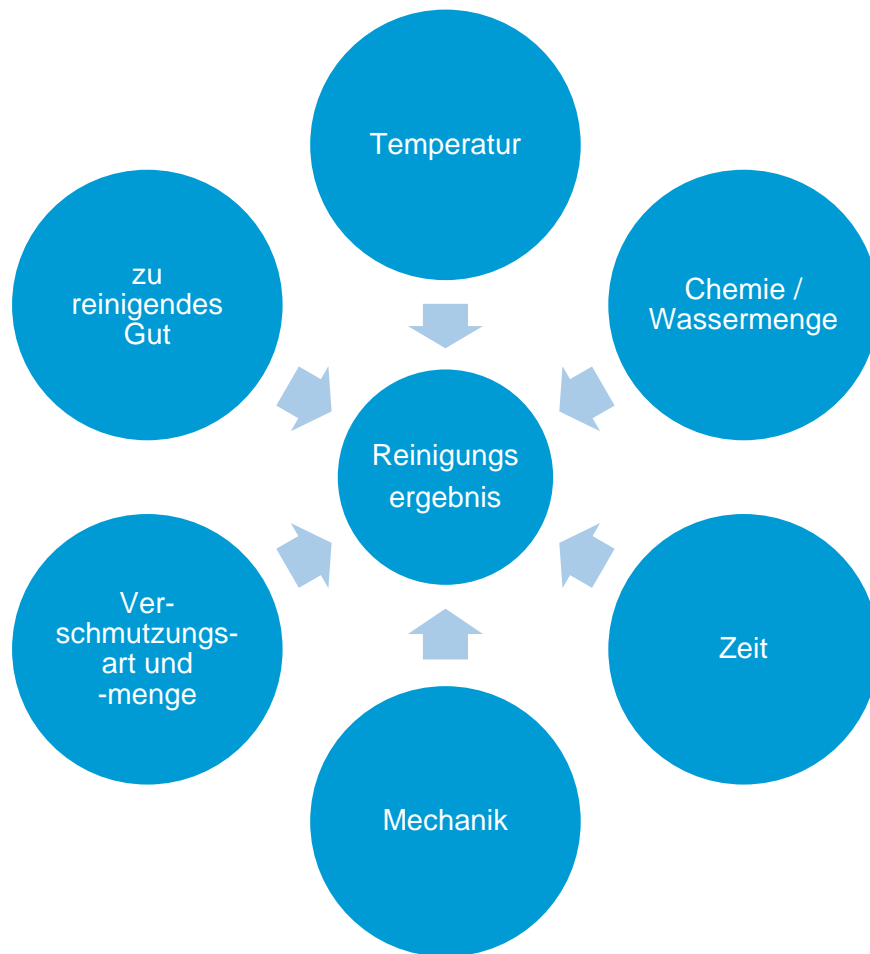 Temperatur
zu
reinigendes
Gut
Chemie /
Wassermenge
Reinigungs
ergebnis
Ver-
schmutzungs-
art und
-menge
Zeit
Mechanik